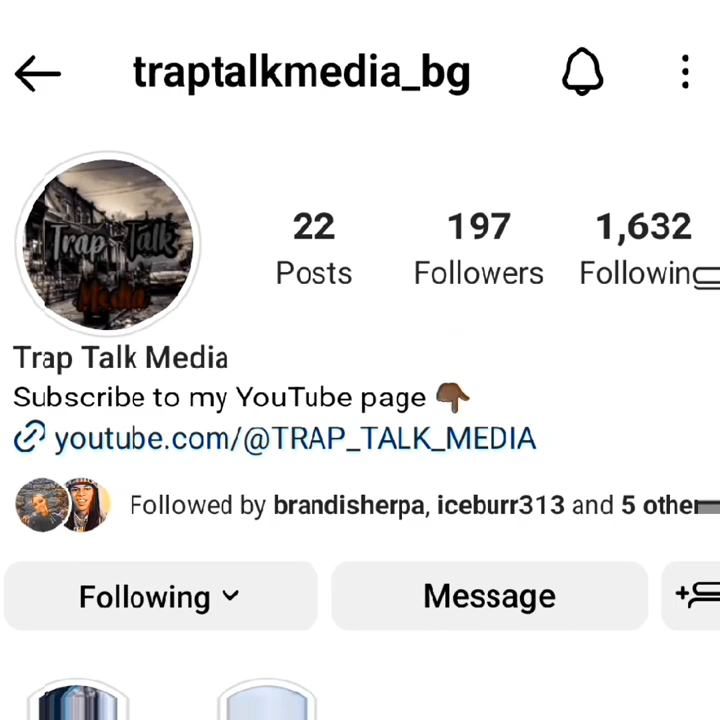 traptalkmedia_bg
Trap Talk
Media
22
197
1,632
Posts
Followers
Following
Trap Talk Media
Subscribe to my YouTube page
youtube.com/@TRAP_TALK_MEDIA
Followed by brandisherpa, iceburr313 and 5 other
Following
Message